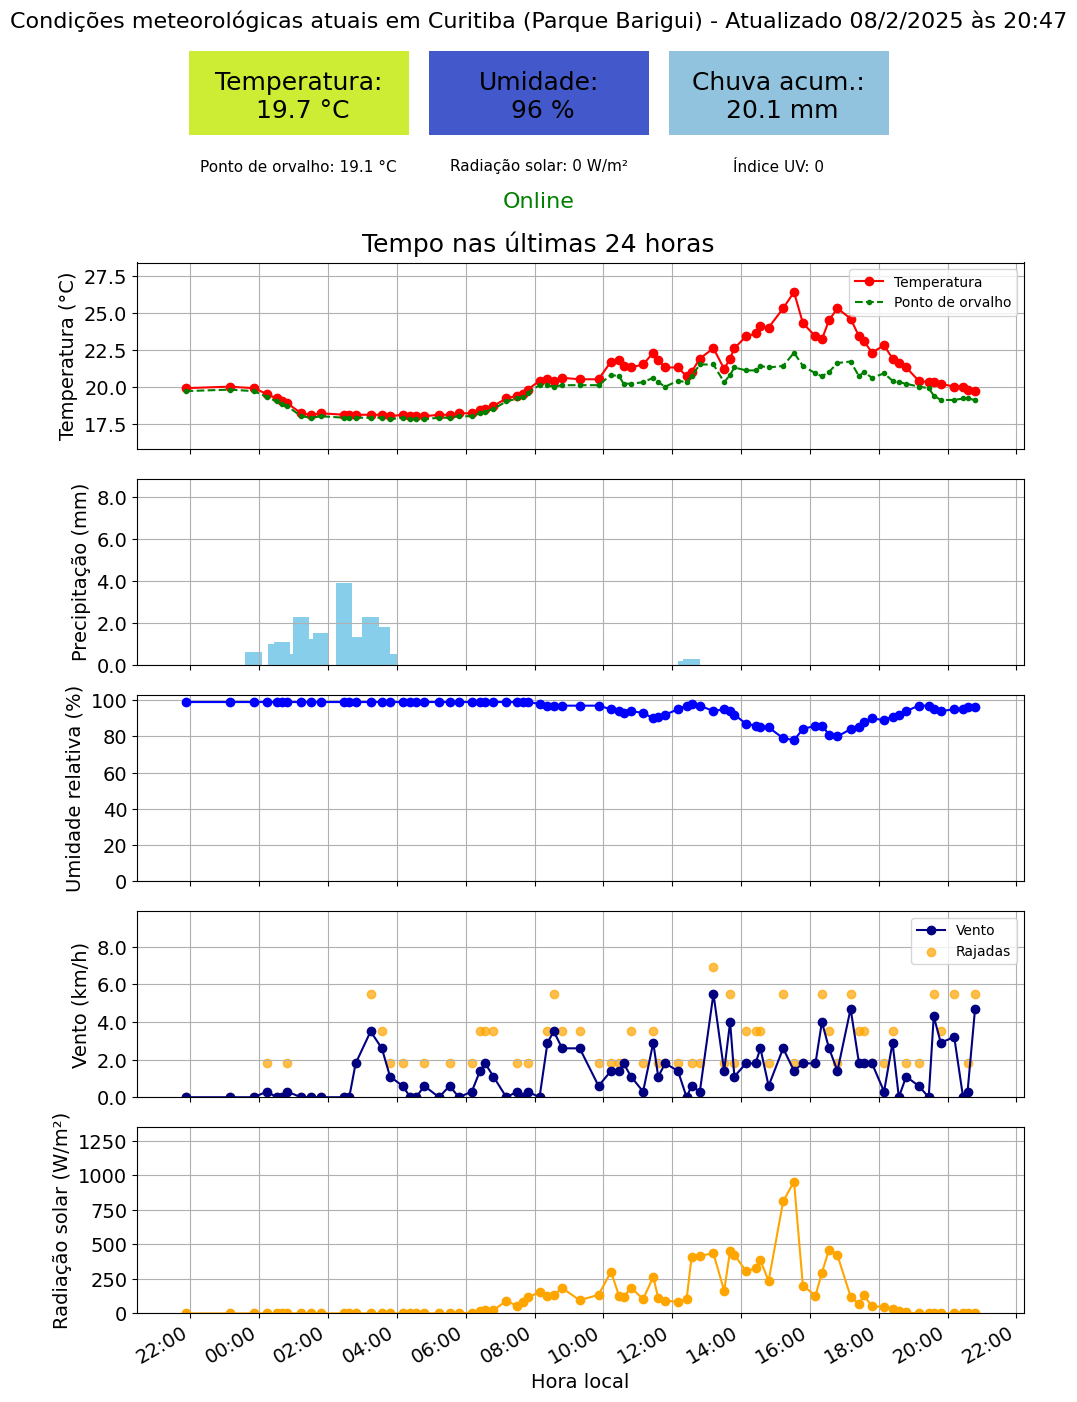 Condições meteorológicas atuais em Curitiba (Parque Barigui) - Atualizado 08/2/2025 às 20:47
Temperatura:
19.7 °C
Umidade:
96 %
Chuva acum.:
20.1 mm
Ponto de orvalho: 19.1 °C
Radiação solar: 0 W/m²
Índice UV: 0
Online
Tempo nas últimas 24 horas
Temperatura (°C)
27.5
25.0
22.5
20.0
17.5
Temperatura
Ponto de orvalho
Precipitação (mm)
8.0
6.0
4.0
2.0
0.0
Umidade relativa (%)
100
80
60
40
20
0
Vento (km/h)
8.0
6.0
4.0
2.0
0.0
Vento
Rajadas
Radiação solar (W/m²)
1250
1000
750
500
250
0
22:00 00:00 02:00 04:00 06:00 08:00 10:00 12:00 14:00 16:00 18:00 20:00 22:00
Hora local